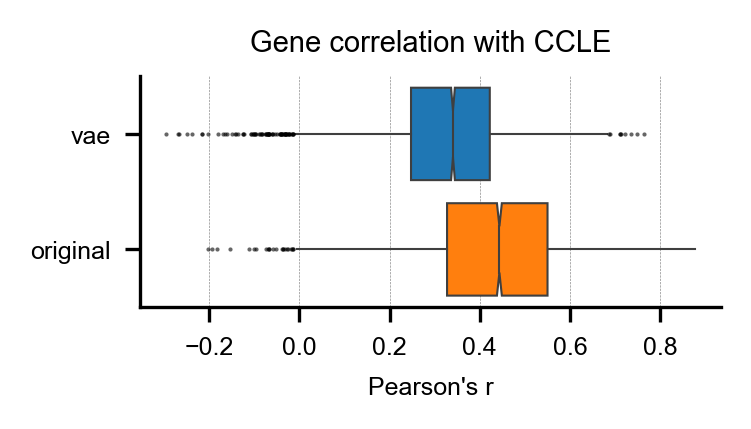 Gene correlation with CCLE
vae
original
−0.2 0.0 0.2 0.4 0.6 0.8
Pearson's r